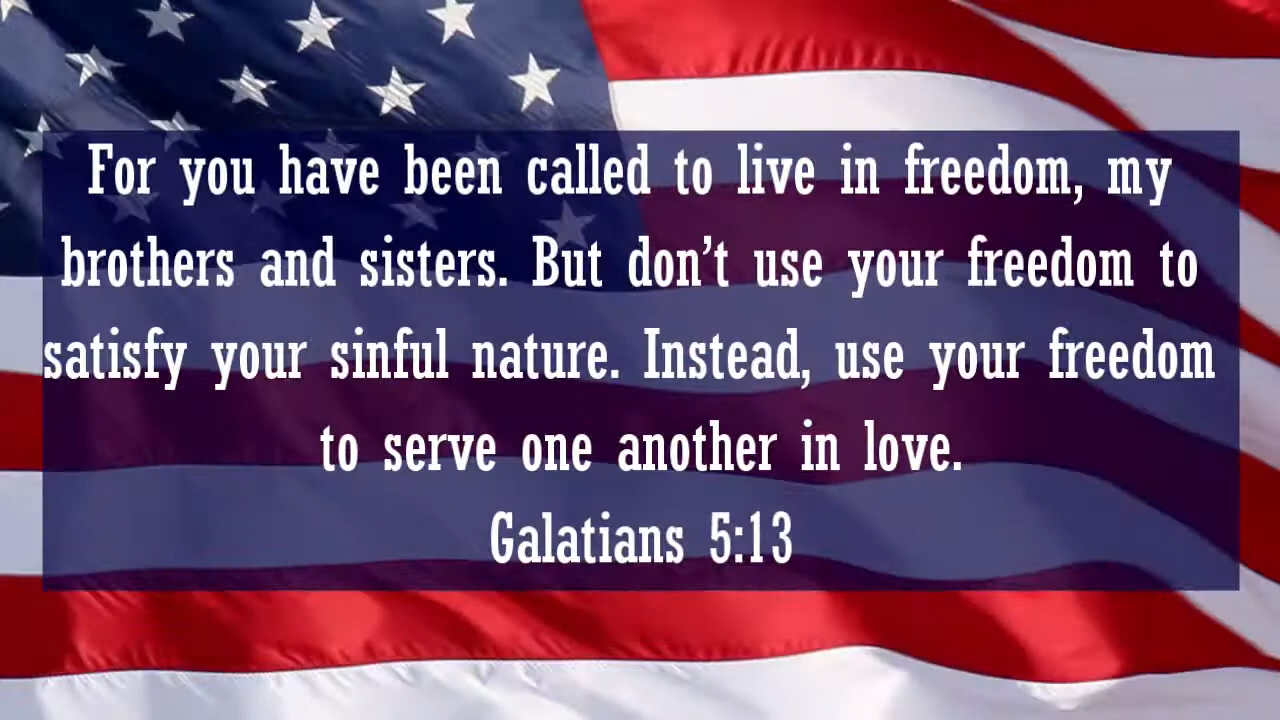 For you have been called to live in freedom, my
brothers and sisters. But don’t use your freedom to
satisfy your sinful nature. Instead, use your freedom
to serve one another in love.
Galatians 5:13